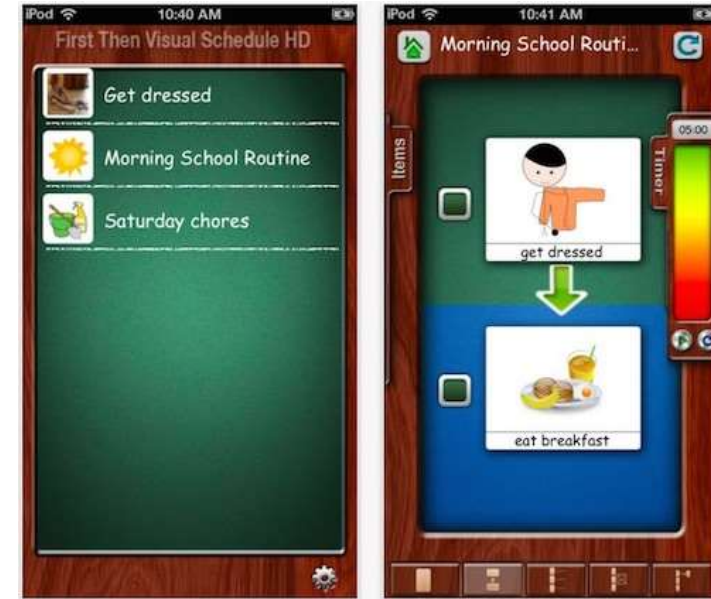 iPod 10:40 AM
First Then Visual Schedule HD
Get dressed
Morning School Routine
Saturday chores
iPod 10:41 AM
Morning School Routi...
Items
Timer
05:00
get dressed
eat breakfast